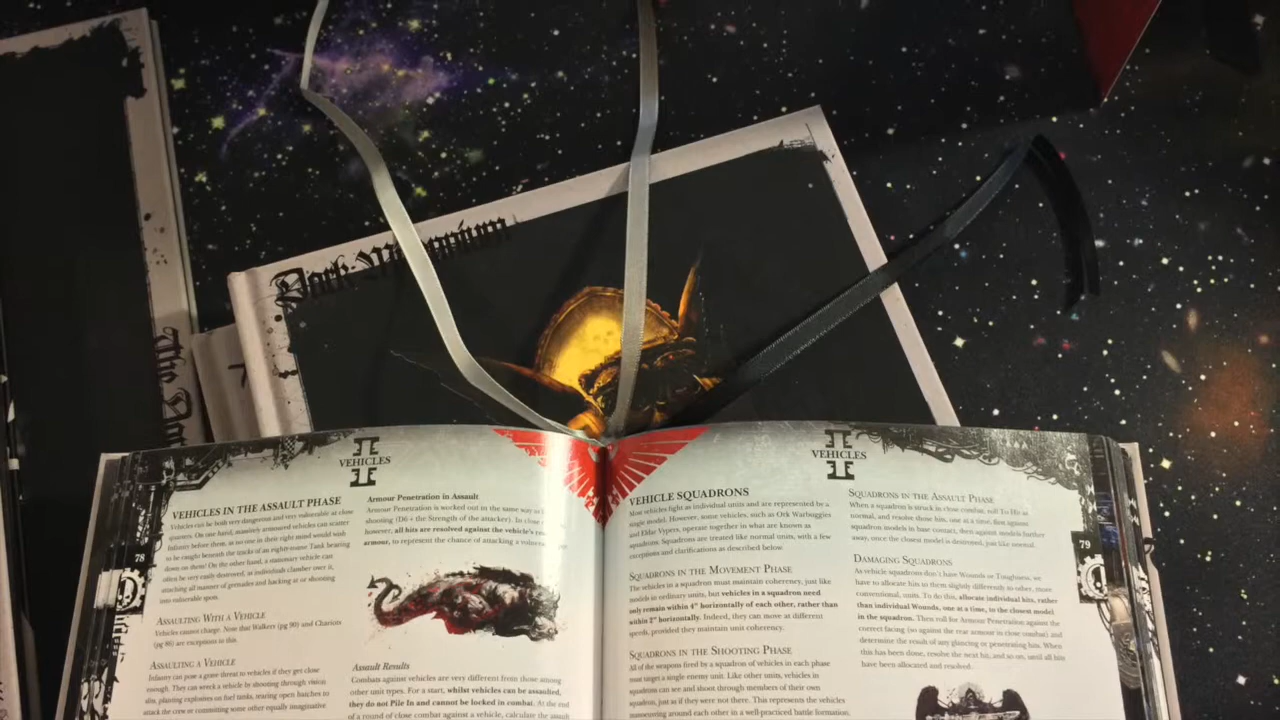 Dark Millennium
The Da
7
VEHICLES
78
VEHICLES IN THE ASSAULT PHASE
Vehicles can be both very dangerous and very vulnerable at close
quarters. On one hand, massively armoured vehicles can scatter
infantry before them, as no one in their right mind would wish
to be caught beneath the tracks of an eighty-tonne Tank bearing
down on them! On the other hand, a stationary vehicle can
often be very easily destroyed, as individuals clamber over it,
attaching all manner of grenades and hacking at or shooting
into vulnerable spots.
ASSAULTING WITH A VEHICLE
Vehicles cannot charge. Note that Walkers (pg 90) and Chariots
(pg 86) are exceptions to this.
ASSAULTING A VEHICLE
Infantry can pose a great threat to vehicles if they get close
enough. They can wreck a vehicle by shooting through vision
slits, planting explosives on fuel tanks, tearing open hatches to
attack the crew or committing some other equally imaginative
Armour Penetration in Assault
Armour Penetration is worked out in the same way as
shooting (D6 + the Strength of the attacker). In close
however, all hits are resolved against the vehicle's rear
armour, to represent the chance of attacking a vulnera
Assault Results
Combats against vehicles are very different from those among
other unit types. For a start, whilst vehicles can be assaulted,
they do not Pile In and cannot be locked in combat. At the end
of a round of close combat against a vehicle, calculate the assault
VEHICLES
79
VEHICLE SQUADRONS
Most vehicles fight as individual units and are represented by a
single model. However, some vehicles, such as Ork Warbuggies
and Eldar Vypers, operate together in what are known as
squadrons. Squadrons are treated like normal units, with a few
exceptions and clarifications as described below.
SQUADRONS IN THE MOVEMENT PHASE
The vehicles in a squadron must maintain coherency, just like
models in ordinary units, but vehicles in a squadron need
only remain within 4" horizontally of each other, rather than
within 2" horizontally. Indeed, they can move at different
speeds, provided they maintain unit coherency.
SQUADRONS IN THE SHOOTING PHASE
All of the weapons fired by a squadron of vehicles in each phase
must target a single enemy unit. Like other units, vehicles in
squadron can see and shoot through members of their own
squadron, just as if they were not there. This represents the vehicles
manoeuvring around each other in a well-practiced battle formation,
SQUADRONS IN THE ASSAULT PHASE
When a squadron is struck in close combat, roll To Hit as
normal, and resolve these hits, one at a time, first against
squadron models in base contact, then against models further
away, once the closest model is destroyed, just like normal.
DAMAGING SQUADRONS
As vehicle squadrons don't have Wounds or Toughness, we
have to allocate hits to them slightly differently to other, more
conventional, units. To do this, allocate individual hits, rather
than individual Wounds, one at a time, to the closest model
in the squadron. Then roll for Armour Penetration against the
correct facing (so against the rear armour in close combat) and
determine the result of any glancing or penetrating hits. When
this has been done, resolve the next hit, and so on, until all hits
have been allocated and resolved.